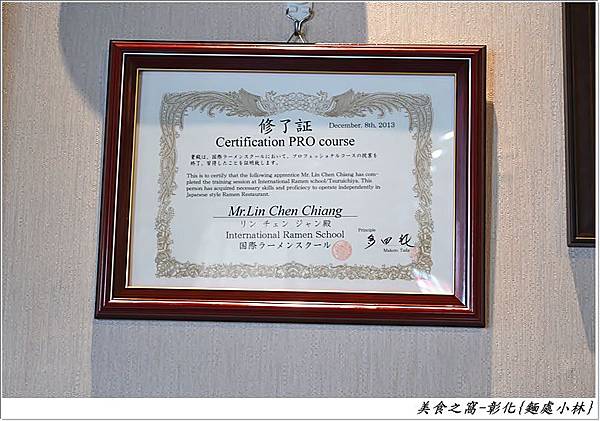 修了証
December, 8th, 2013
Certification PRO course
貴殿は、国際ラーメンスクールにおいて、プロフェッショナルコースの授業を
終了、習得したことを証明致します。
This is to certify that the following apprentice Mr. Lin Chen Chiang has com-
pleted the training session at International Ramen school/Tsuruichiya. This
person has acquired necessary skills and proficiecy to operate independently in
Japanese style Ramen Restaurant.
Mr.Lin Chen Chiang
リン チェン ジャン殿
International Ramen School
国際ラーメンスクール
Principle
Makoto Tada
美食之窩-彰化{麵處小林}